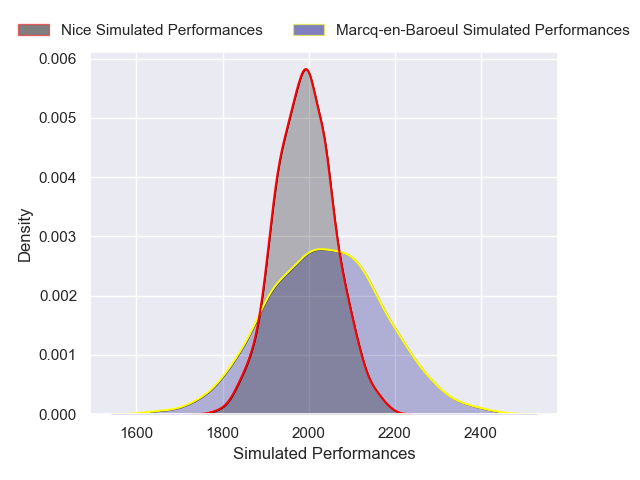 Nice Simulated Performances
Marcq-en-Baroeul Simulated Performances
0.006
0.005
0.004
0.003
0.002
0.001
0.000
Density
1600 1800 2000 2200 2400
Simulated Performances